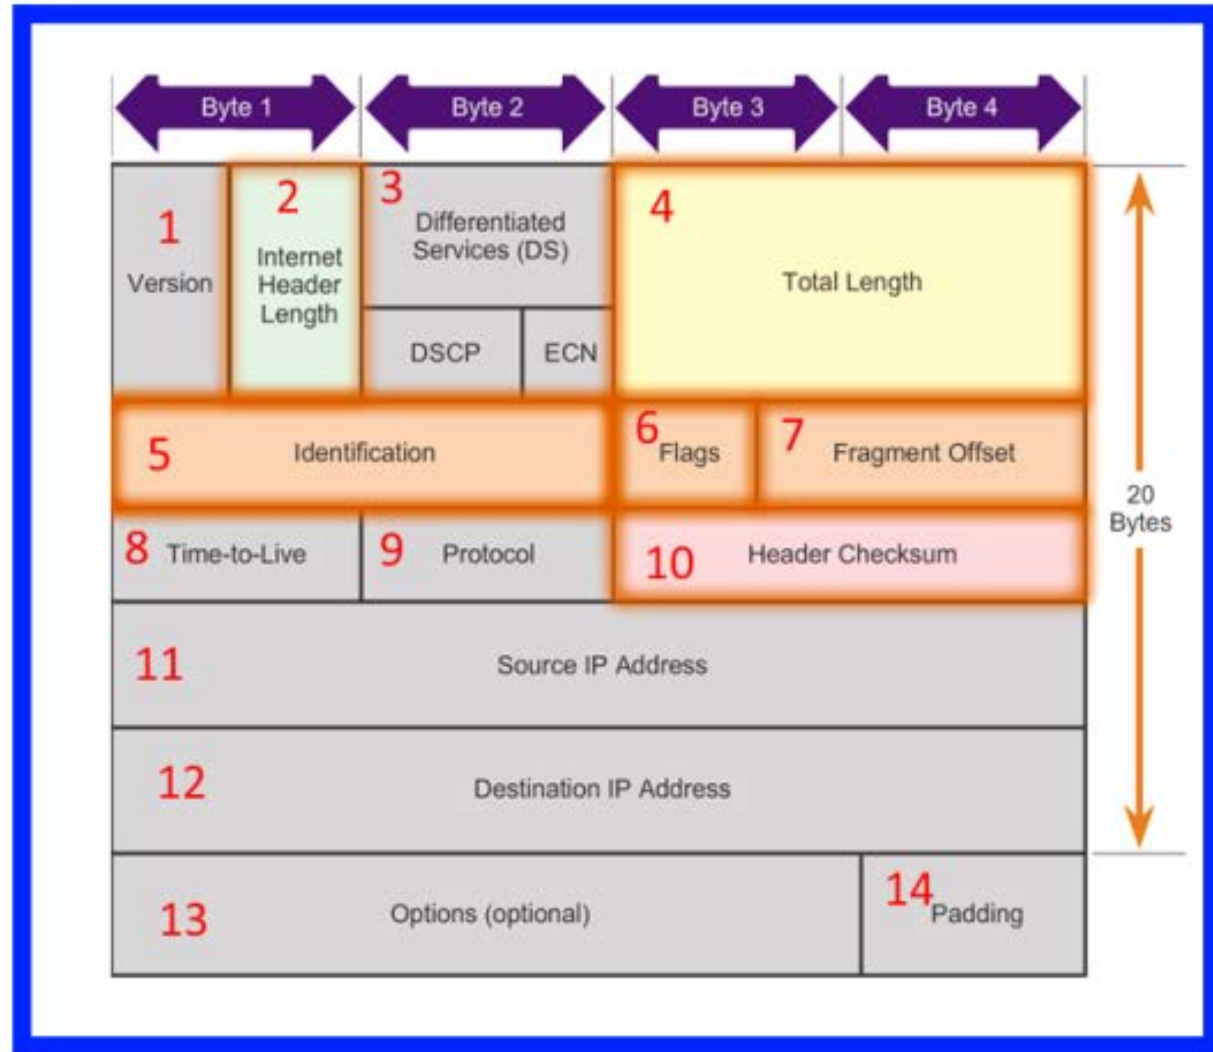 Byte 1
Byte 2
Byte 3
Byte 4
1
Version
2
Internet
Header
Length
3
Differentiated
Services (DS)
DSCP
ECN
4
Total Length
5
Identification
6
Flags
7
Fragment Offset
20
Bytes
8
Time-to-Live
9
Protocol
10
Header Checksum
11
Source IP Address
12
Destination IP Address
13
Options (optional)
14
Padding